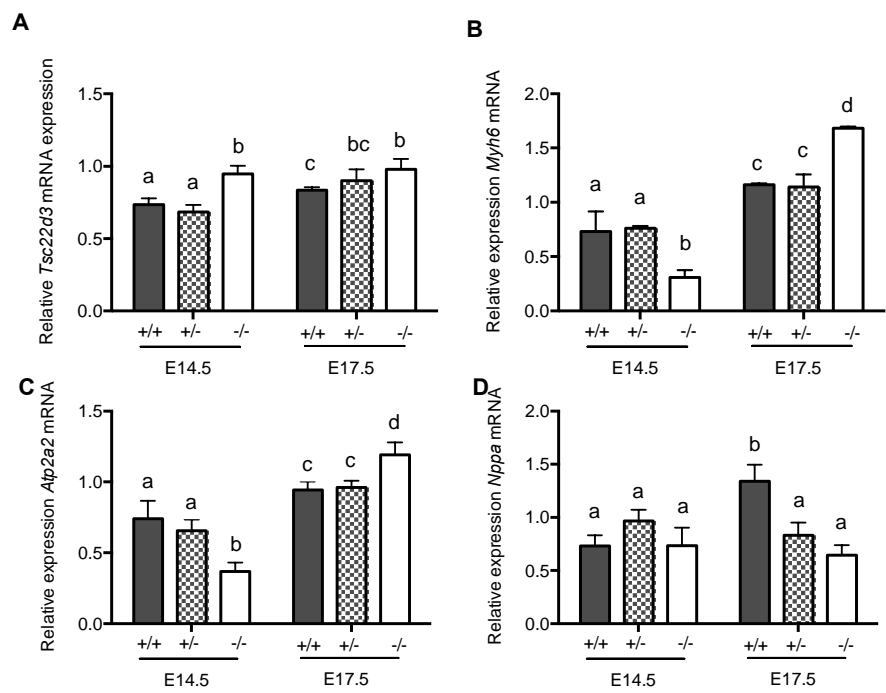 A
Relative Tsc22d3 mRNA expression
1.5
1.0
0.5
0.0
a
a
b
c
bc
b
+/+
+/-
-/-
+/+
+/-
-/-
E14.5
E17.5
B
Relative expression Myh6 mRNA
2.0
1.5
1.0
0.5
0.0
a
a
b
c
c
d
+/+
+/-
-/-
+/+
+/-
-/-
E14.5
E17.5
C
Relative expression Atp2a2 mRNA
1.5
1.0
0.5
0.0
a
a
b
c
c
d
+/+
+/-
-/-
+/+
+/-
-/-
E14.5
E17.5
D
Relative expression Nppa mRNA
2.0
1.5
1.0
0.5
0.0
a
a
a
b
a
a
+/+
+/-
-/-
+/+
+/-
-/-
E14.5
E17.5